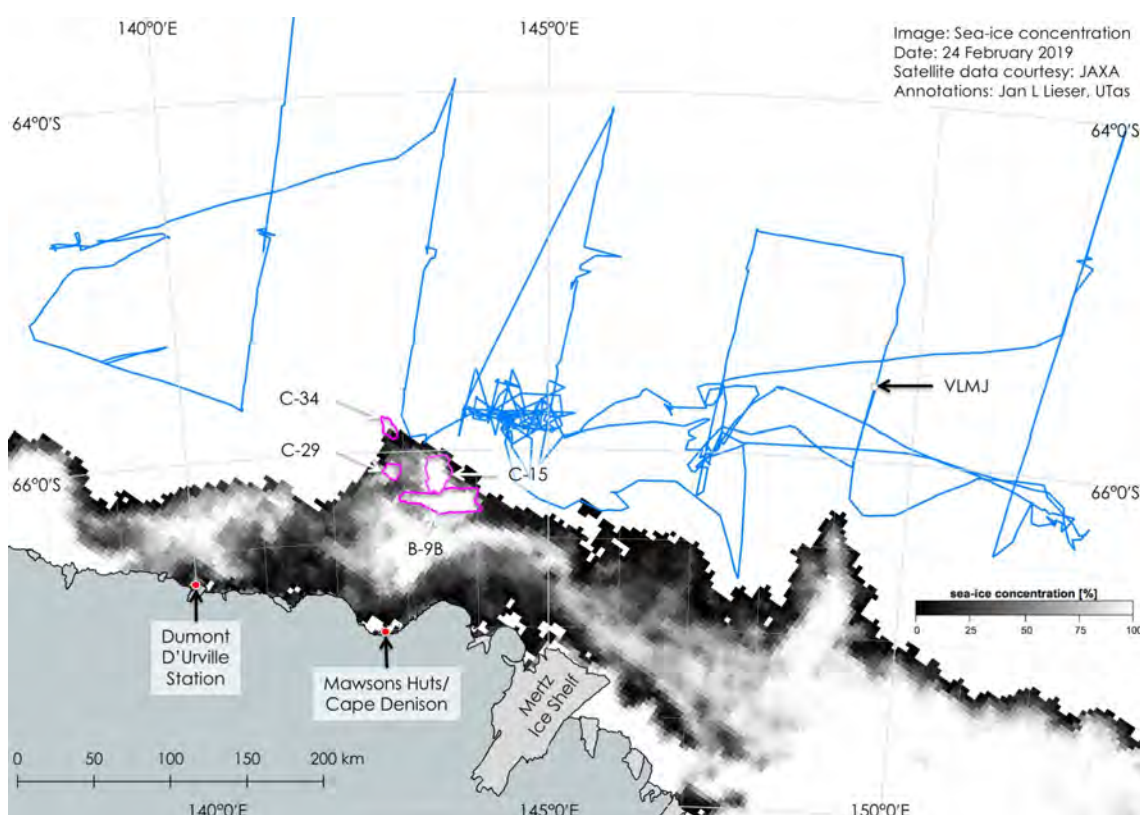 140°0'E
145°0'E
Image: Sea-ice concentration
Date: 24 February 2019
Satellite data courtesy: JAXA
Annotations: Jan L Lieser, UTas
64°0'S
64°0'S
VLMJ
C-34
C-29
C-15
66°0'S
66°0'S
B-9B
sea-ice concentration [%]
0 25 50 75 100
Dumont
D'Urville
Station
Mawsons Huts/
Cape Denison
Mertz
Ice Shelf
0 50 100 150 200 km
140°0'E
145°0'E
150°0'E